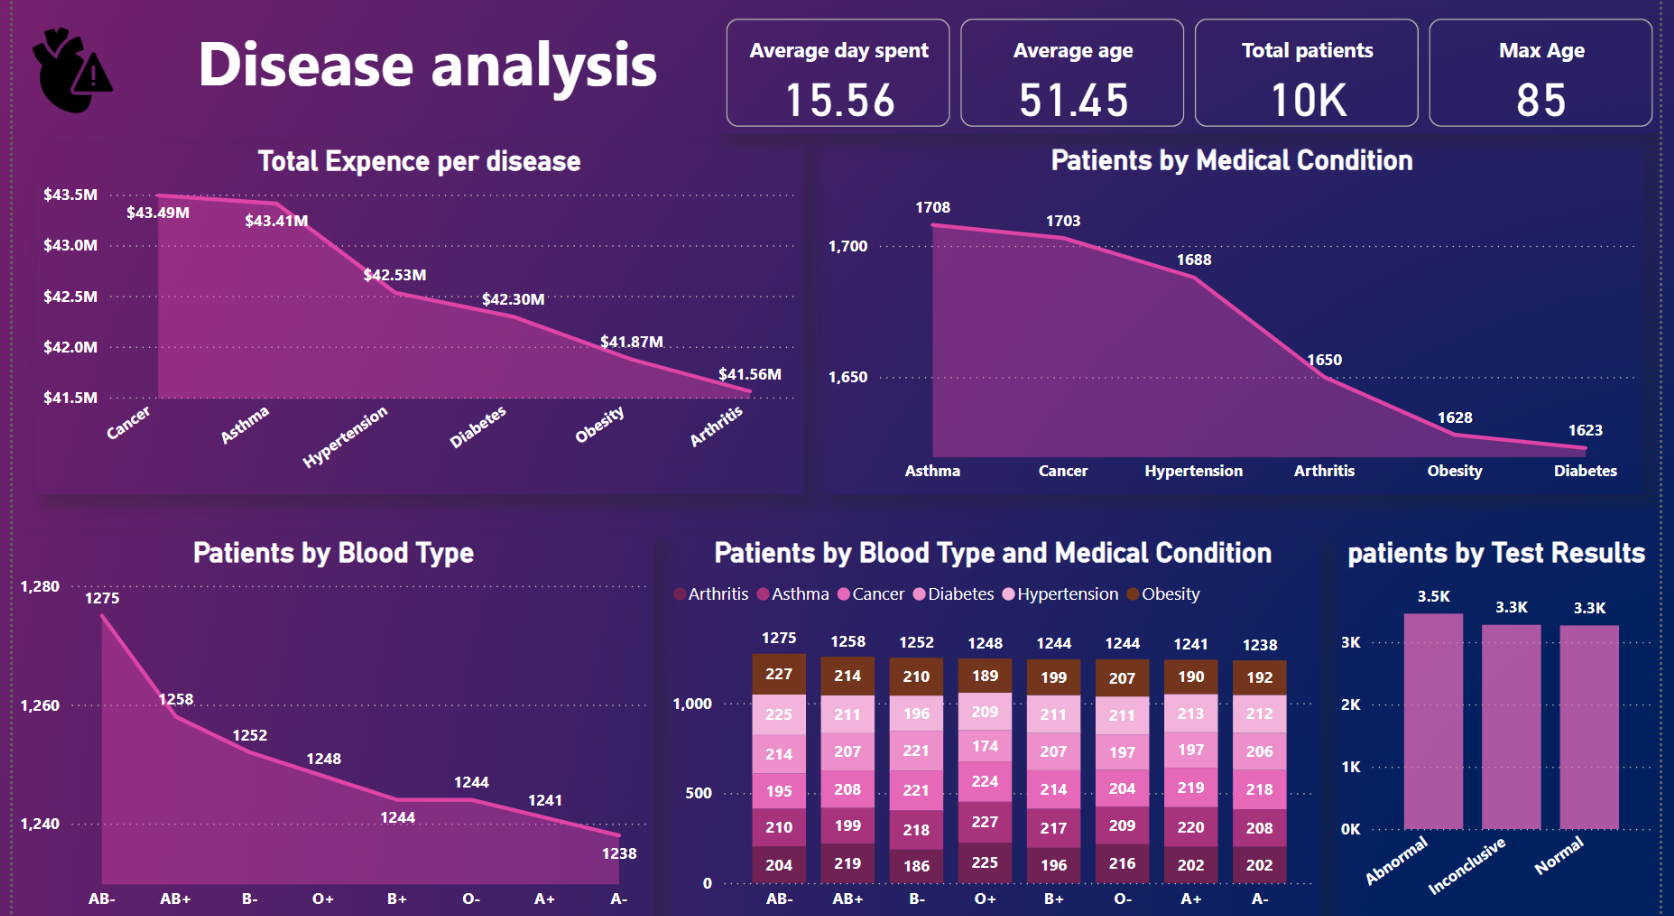 Disease analysis
Average day spent
15.56
Average age
51.45
Total patients
10K
Max Age
85
Total Expence per disease
$43.5M
$43.0M
$42.5M
$42.0M
$41.5M
$43.49M
$43.41M
$42.53M
$42.30M
$41.87M
$41.56M
Cancer
Asthma
Hypertension
Diabetes
Obesity
Arthritis
Patients by Medical Condition
1,700
1,650
1708
1703
1688
1650
1628
1623
Asthma
Cancer
Hypertension
Arthritis
Obesity
Diabetes
Patients by Blood Type
1,280
1,260
1,240
1275
1258
1252
1248
1244
1244
1241
1238
AB-
AB+
B-
O+
B+
O-
A+
A-
Patients by Blood Type and Medical Condition
Arthritis Asthma Cancer Diabetes Hypertension Obesity
1,000
500
0
1275 1258 1252 1248 1244 1244 1241 1238
227 214 210 189 199 207 190 192
225 211 196 209 211 211 213 212
214 207 221 174 207 197 197 206
195 208 221 224 214 204 219 218
210 199 218 227 217 209 220 208
204 219 186 225 196 216 202 202
AB- AB+ B- O+ B+ O- A+ A-
patients by Test Results
3K
2K
1K
0K
3.5K
3.3K
3.3K
Abnormal
Inconclusive
Normal